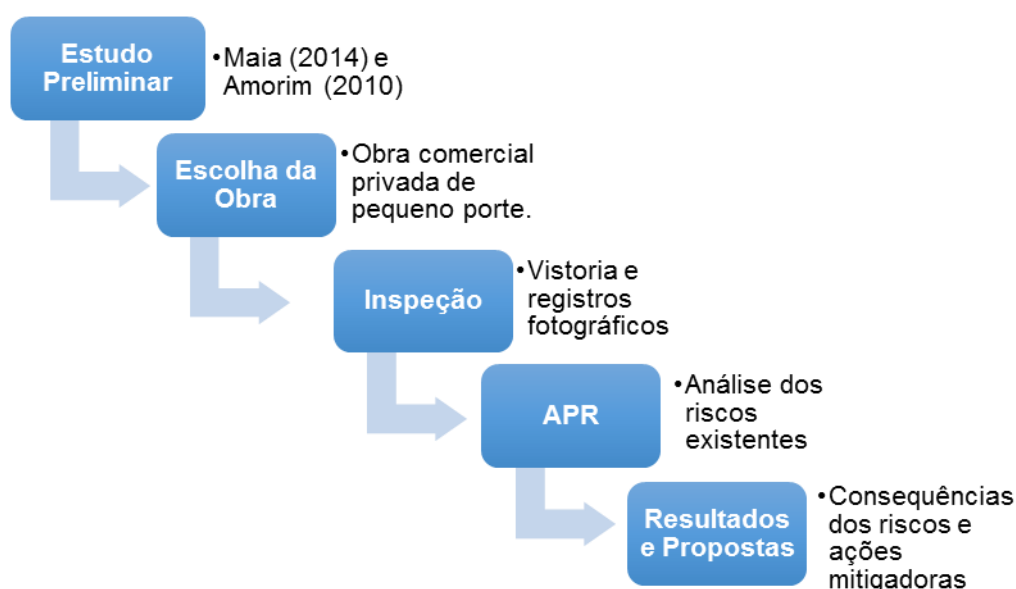 Estudo
Preliminar
•Maia (2014) e
Amorim (2010)
Escolha da
Obra
•Obra comercial
privada de
pequeno porte.
Inspeção
•Vistoria e
registros
fotográficos
APR
•Análise dos
riscos
existentes
Resultados
e Propostas
•Consequências
dos riscos e
ações
mitigadoras